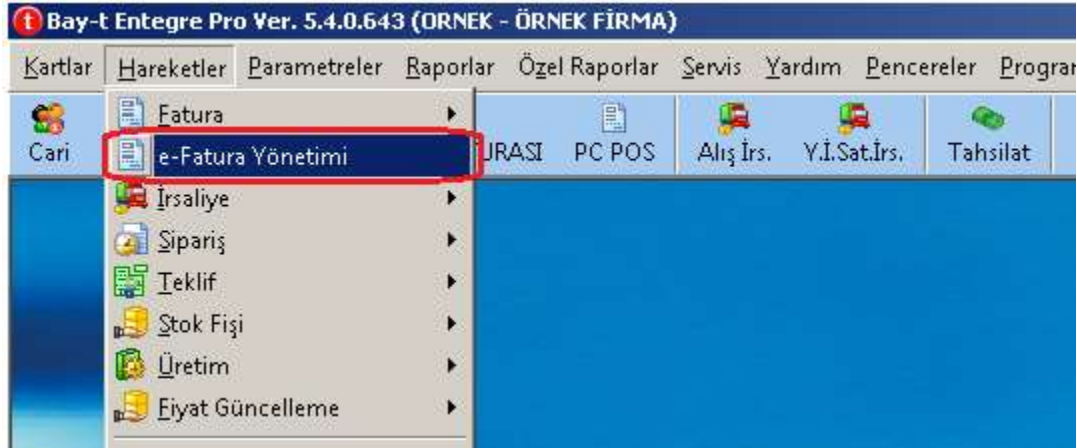 Bay-t Entegre Pro Ver. 5.4.0.643 (ORNEK - ÖRNEK FİRMA)
Kartlar Hareketler Parametreler Raporlar Özel Raporlar Servis Yardım Pencereler
Cari PC POS Alış İrs. Y.İ.Sat.İrs. Tahsilat
Fatura
e-Fatura Yönetimi
İrsaliye
Sipariş
Teklif
Stok Fişi
Üretim
Fiyat Güncelleme